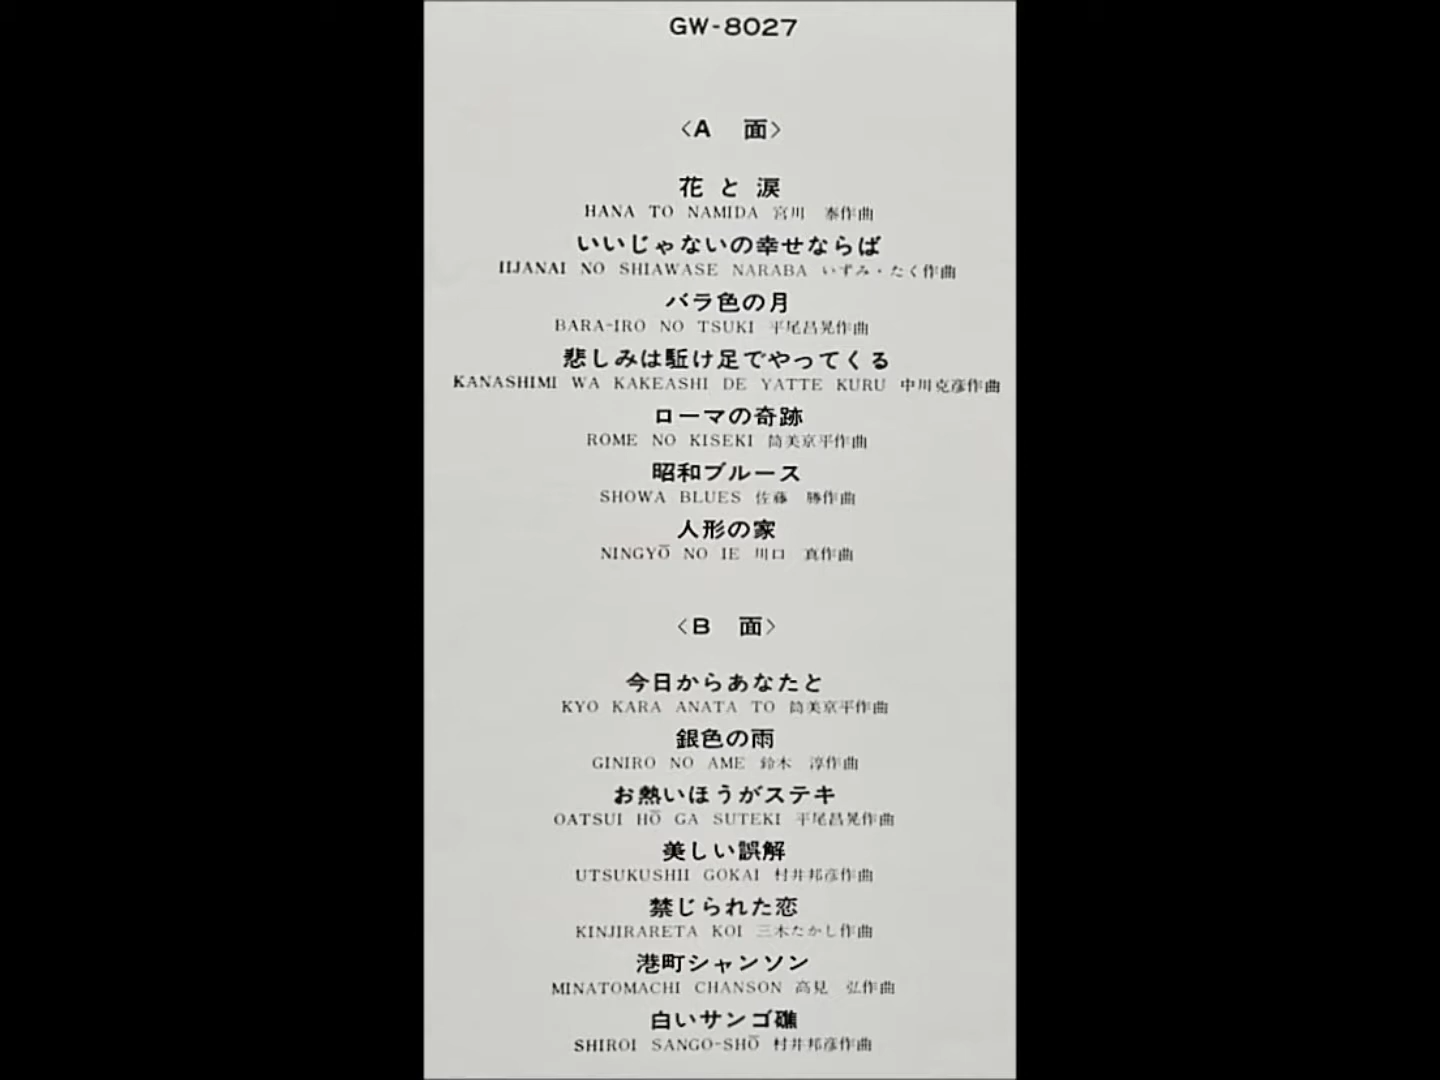 GW-8027
〈A 面〉
花と涙
HANA TO NAMIDA 宮川 泰作曲
いいじゃないの幸せならば
IIJANAI NO SHIAWASE NARABA いずみ・たく作曲
バラ色の月
BARA-IRO NO TSUKI 平尾昌晃作曲
悲しみは駈け足でやってくる
KANASHIMI WA KAKEASHI DE YATTE KURU 中川克彦作曲
ローマの奇跡
ROME NO KISEKI 筒美京平作曲
昭和ブルース
SHOWA BLUES 佐藤 勝作曲
人形の家
NINGYŌ NO IE 川口 真作曲
〈B 面〉
今日からあなたと
KYO KARA ANATA TO 筒美京平作曲
銀色の雨
GINIRO NO AME 鈴木 淳作曲
お熱いほうがステキ
OATSUI HŌ GA SUTEKI 平尾昌晃作曲
美しい誤解
UTSUKUSHII GOKAI 村井邦彦作曲
禁じられた恋
KINJIRARETA KOI 三木たかし作曲
港町シャンソン
MINATOMACHI CHANSON 高見 弘作曲
白いサンゴ礁
SHIROI SANGO-SHŌ 村井邦彦作曲